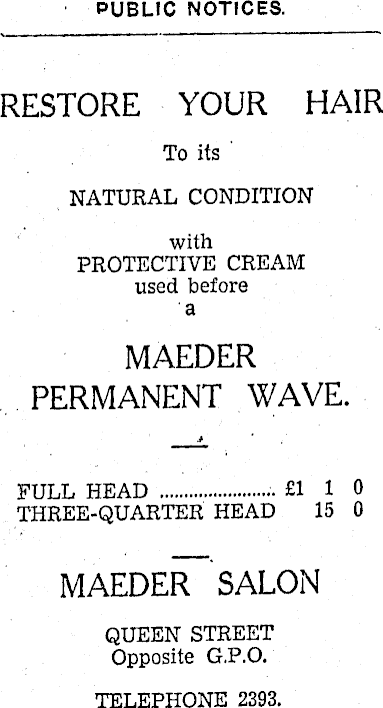 PUBLIC NOTICES.
RESTORE YOUR HAIR
To its
NATURAL CONDITION
with
PROTECTIVE CREAM
used before
a
MAEDER
PERMANENT WAVE.
FULL HEAD ........................ £1 1 0
THREE-QUARTER HEAD 15 0
MAEDER SALON
QUEEN STREET
Opposite G.P.O.
TELEPHONE 2393.